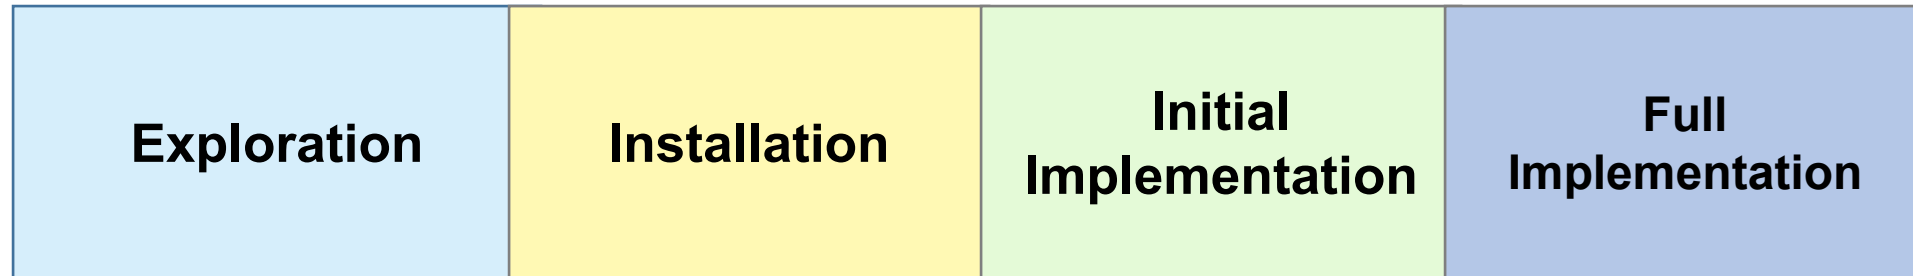 Exploration
Installation
Initial
Implementation
Full
Implementation